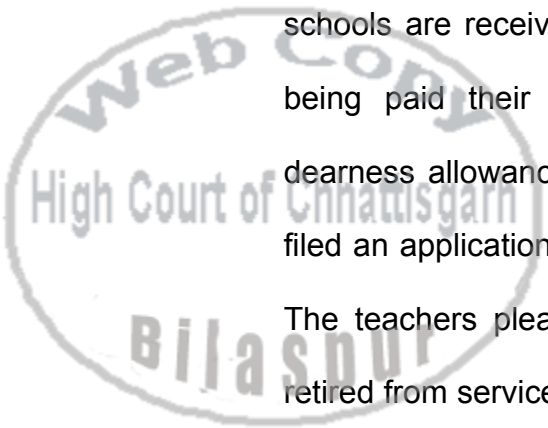 schools are receiv
being paid their
dearness allowanc
filed an application
The teachers plea
retired from service
Web Copy
High Court of Chhattisgarh
Bilaspur